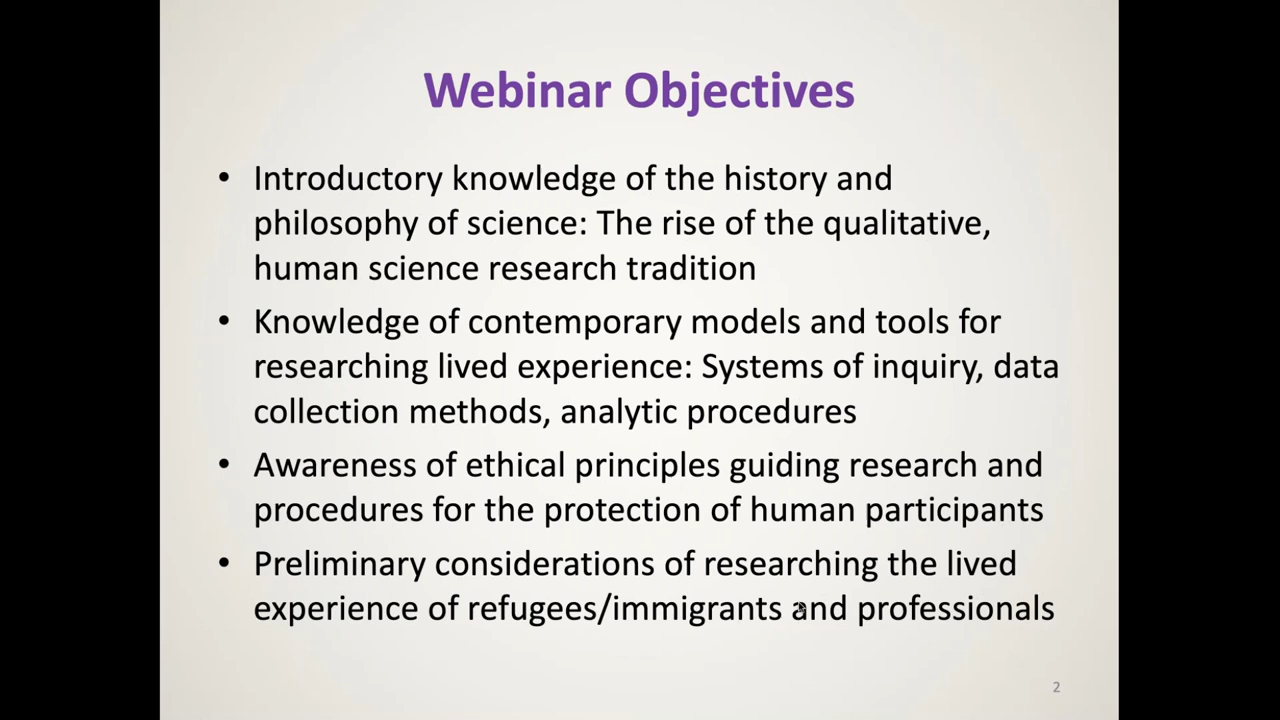 Webinar Objectives
• Introductory knowledge of the history and
philosophy of science: The rise of the qualitative,
human science research tradition
• Knowledge of contemporary models and tools for
researching lived experience: Systems of inquiry, data
collection methods, analytic procedures
• Awareness of ethical principles guiding research and
procedures for the protection of human participants
• Preliminary considerations of researching the lived
experience of refugees/immigrants and professionals
2